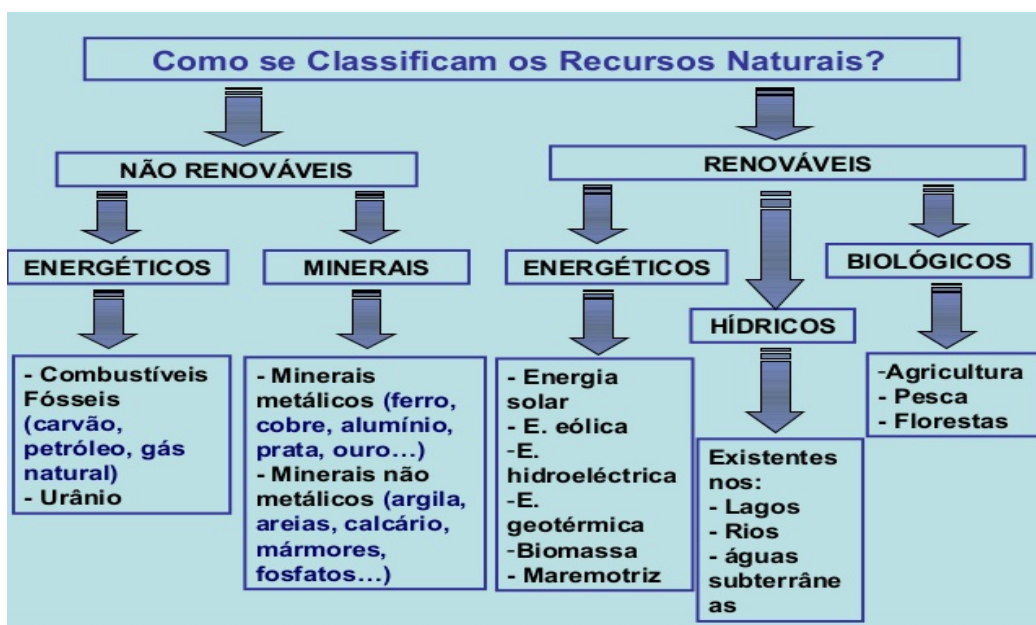 Como se Classificam os Recursos Naturais?
NÃO RENOVÁVEIS
RENOVÁVEIS
ENERGÉTICOS
MINERAIS
ENERGÉTICOS
HÍDRICOS
BIOLÓGICOS
- Combustíveis
Fósseis
(carvão,
petróleo, gás
natural)
- Urânio
- Minerais
metálicos (ferro,
cobre, alumínio,
prata, ouro...)
- Minerais não
metálicos (argila,
areias, calcário,
mármores,
fosfatos...)
- Energia
solar
- E. eólica
-E.
hidroeléctrica
-E.
geotérmica
-Biomassa
- Maremotriz
Existentes
nos:
- Lagos
- Rios
- águas
subterrâne
as
-Agricultura
- Pesca
- Florestas